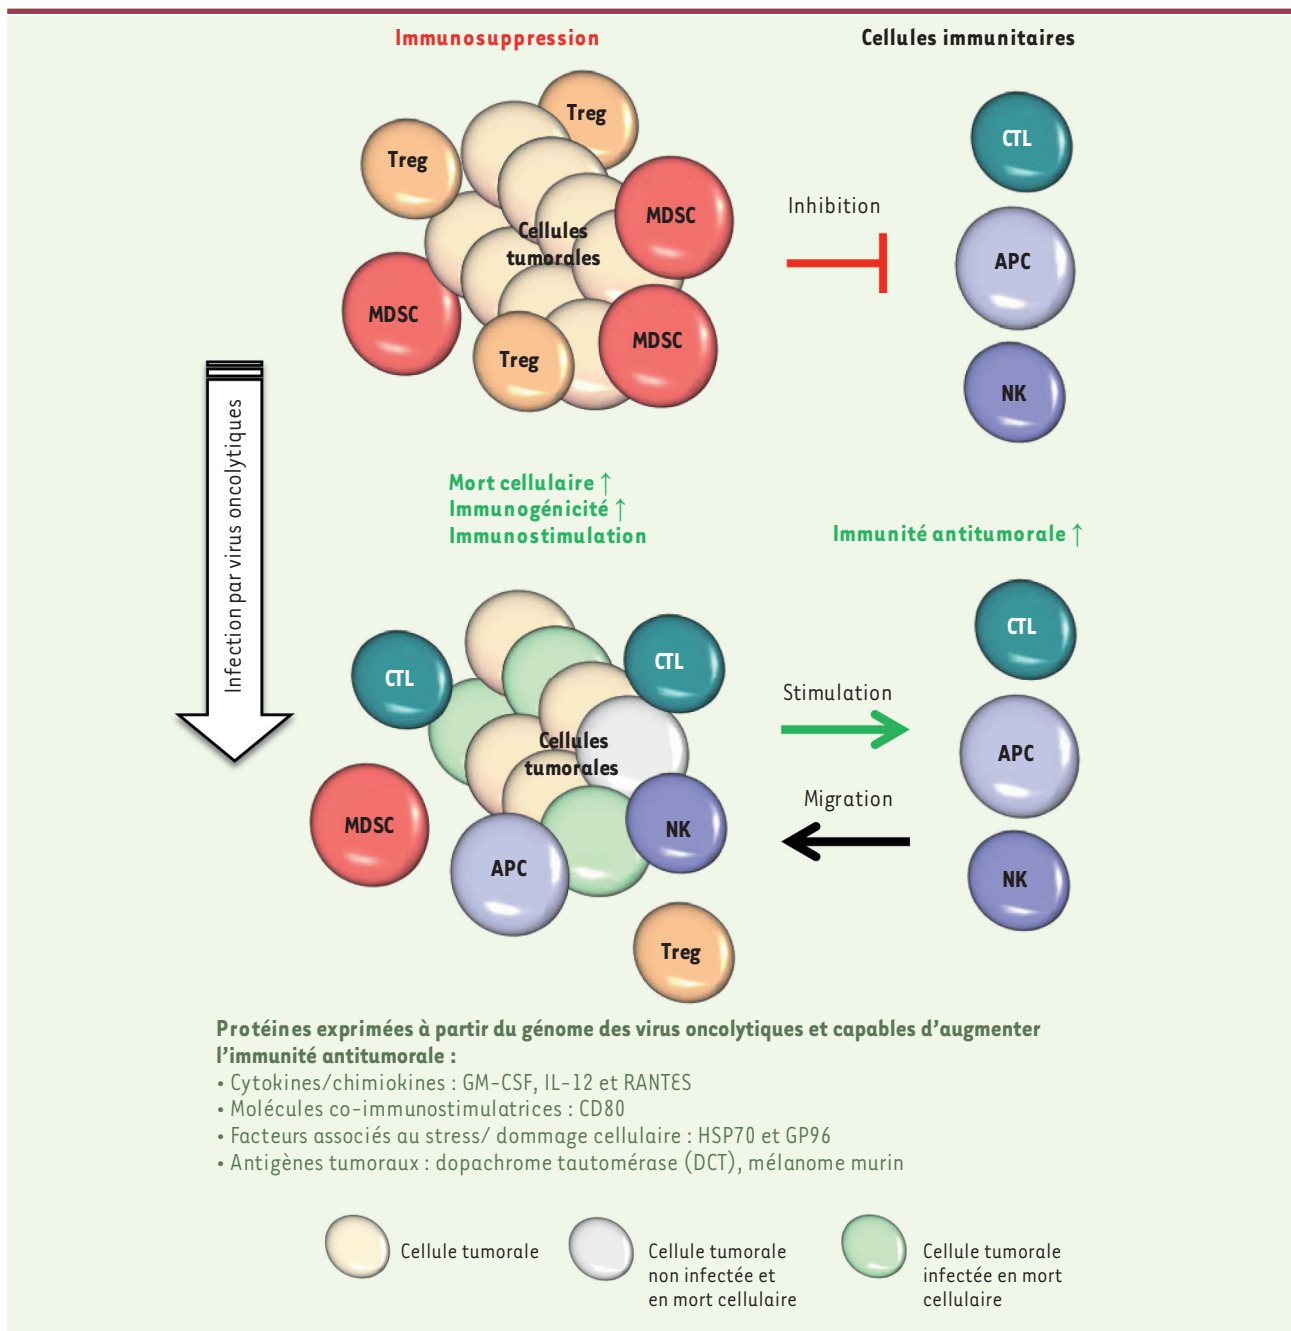 Immunosuppression
Cellules immunitaires
Treg
Treg
MDSC
Cellules
tumorales
MDSC
MDSC
Treg
Inhibition
CTL
APC
NK
Infection par virus oncolytiques
Mort cellulaire ↑
Immunogénicité ↑
Immunostimulation
Immunité antitumorale ↑
CTL
CTL
Cellules
tumorales
MDSC
NK
APC
Treg
Stimulation
Migration
CTL
APC
NK
Protéines exprimées à partir du génome des virus oncolytiques et capables d’augmenter
l’immunité antitumorale :
• Cytokines/chimiokines : GM-CSF, IL-12 et RANTES
• Molécules co-immunostimulatrices : CD80
• Facteurs associés au stress/ dommage cellulaire : HSP70 et GP96
• Antigènes tumoraux : dopachrome tautomérase (DCT), mélanome murin
Cellule tumorale
Cellule tumorale
non infectée et
en mort cellulaire
Cellule tumorale
infectée en mort
cellulaire